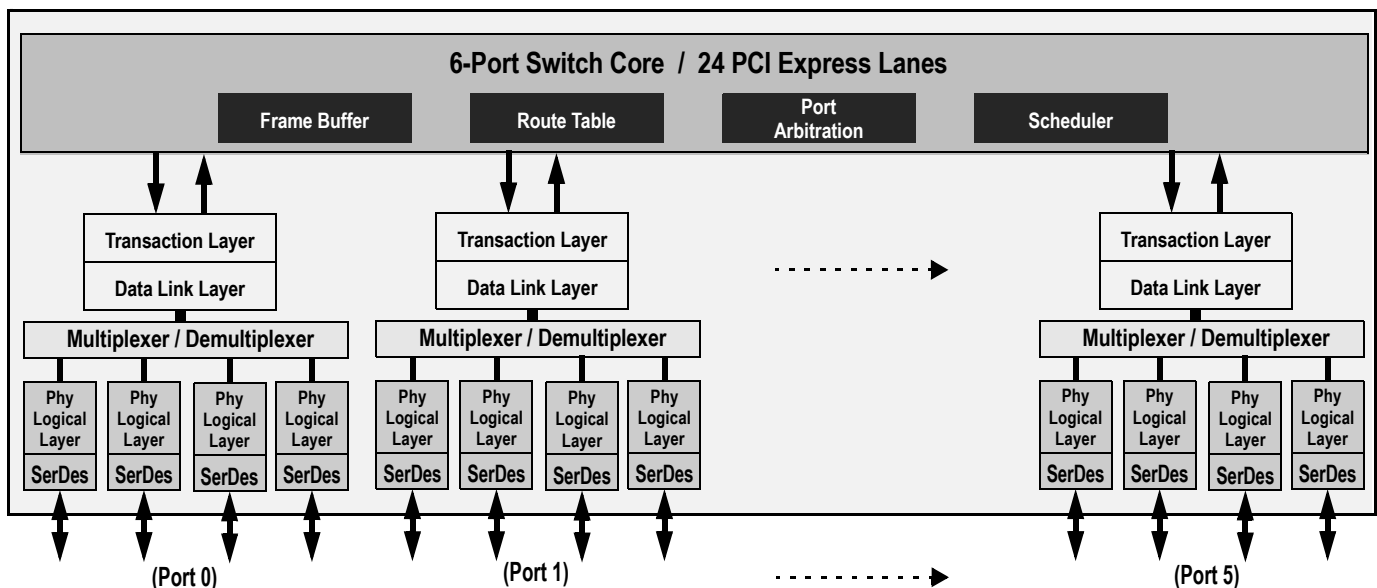 6-Port Switch Core / 24 PCI Express Lanes
Frame Buffer
Route Table
Port
Arbitration
Scheduler
Transaction Layer
Data Link Layer
Multiplexer / Demultiplexer
Phy
Logical
Layer
SerDes
Phy
Logical
Layer
SerDes
Phy
Logical
Layer
SerDes
Phy
Logical
Layer
SerDes
(Port 0)
Transaction Layer
Data Link Layer
Multiplexer / Demultiplexer
Phy
Logical
Layer
SerDes
Phy
Logical
Layer
SerDes
Phy
Logical
Layer
SerDes
Phy
Logical
Layer
SerDes
(Port 1)
Transaction Layer
Data Link Layer
Multiplexer / Demultiplexer
Phy
Logical
Layer
SerDes
Phy
Logical
Layer
SerDes
Phy
Logical
Layer
SerDes
Phy
Logical
Layer
SerDes
(Port 5)